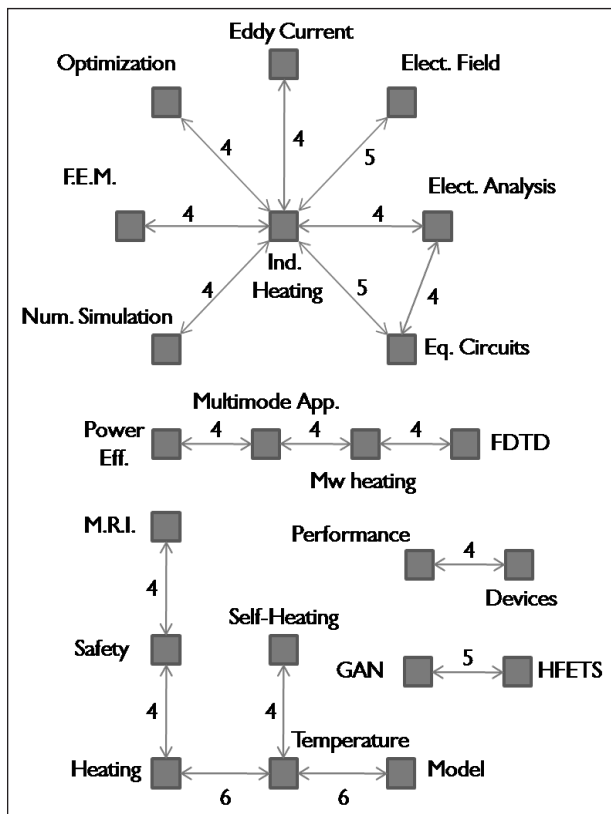 Eddy Current
Optimization
Elect. Field
4
4
5
F.E.M.
Elect. Analysis
4
4
Ind.
Heating
4
5
4
Num. Simulation
Eq. Circuits
Multimode App.
Power
Eff.
4
4
4
FDTD
Mw heating
M.R.I.
Performance
4
Devices
4
Self-Heating
Safety
GAN
5
HFETS
4
4
Temperature
Heating
Model
6
6